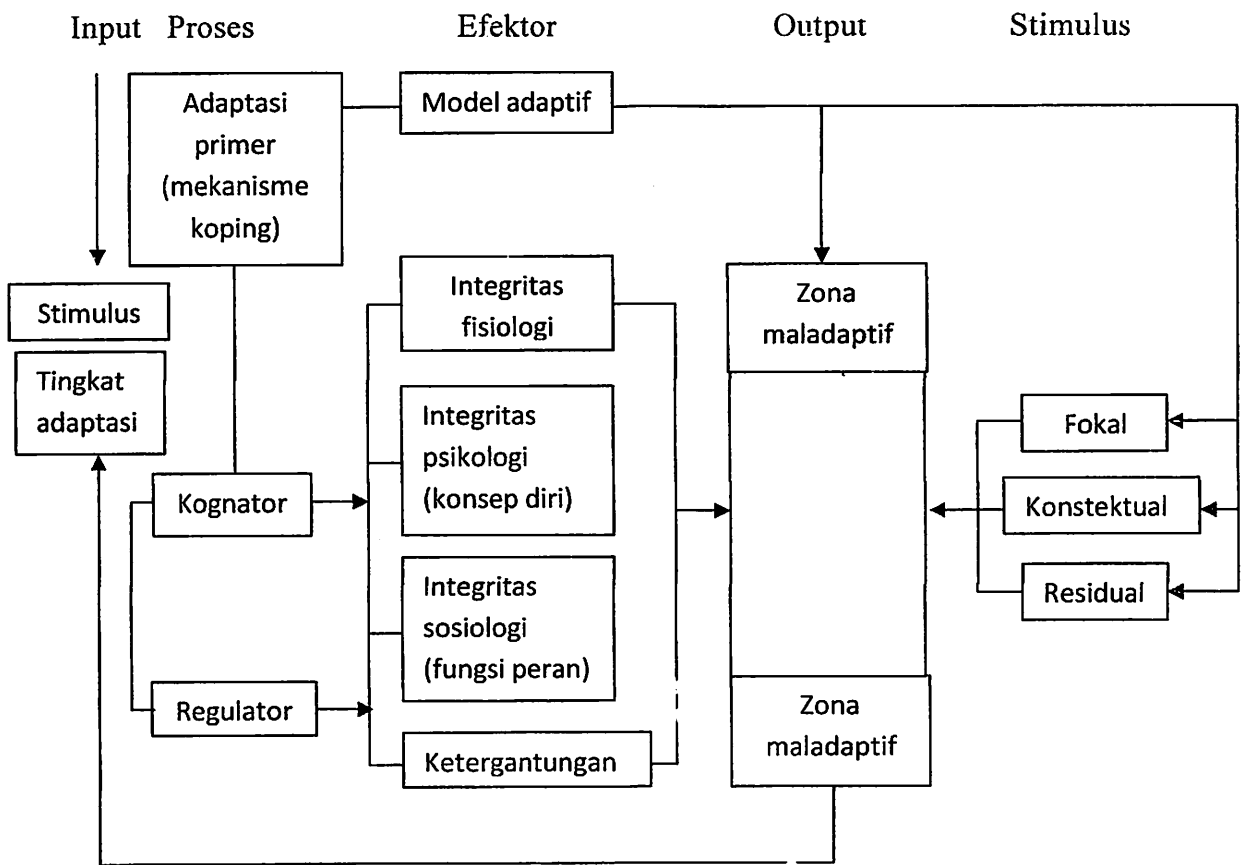 Input Proses Efektor Output Stimulus
Adaptasi
primer
(mekanisme
koping)
Model adaptif
Stimulus
Tingkat
adaptasi
Kognator
Regulator
Integritas
fisiologi
Integritas
psikologi
(konsep diri)
Integritas
sosiologi
(fungsi peran)
Ketergantungan
Zona
maladaptif
Zona
maladaptif
Fokal
Konstektual
Residual